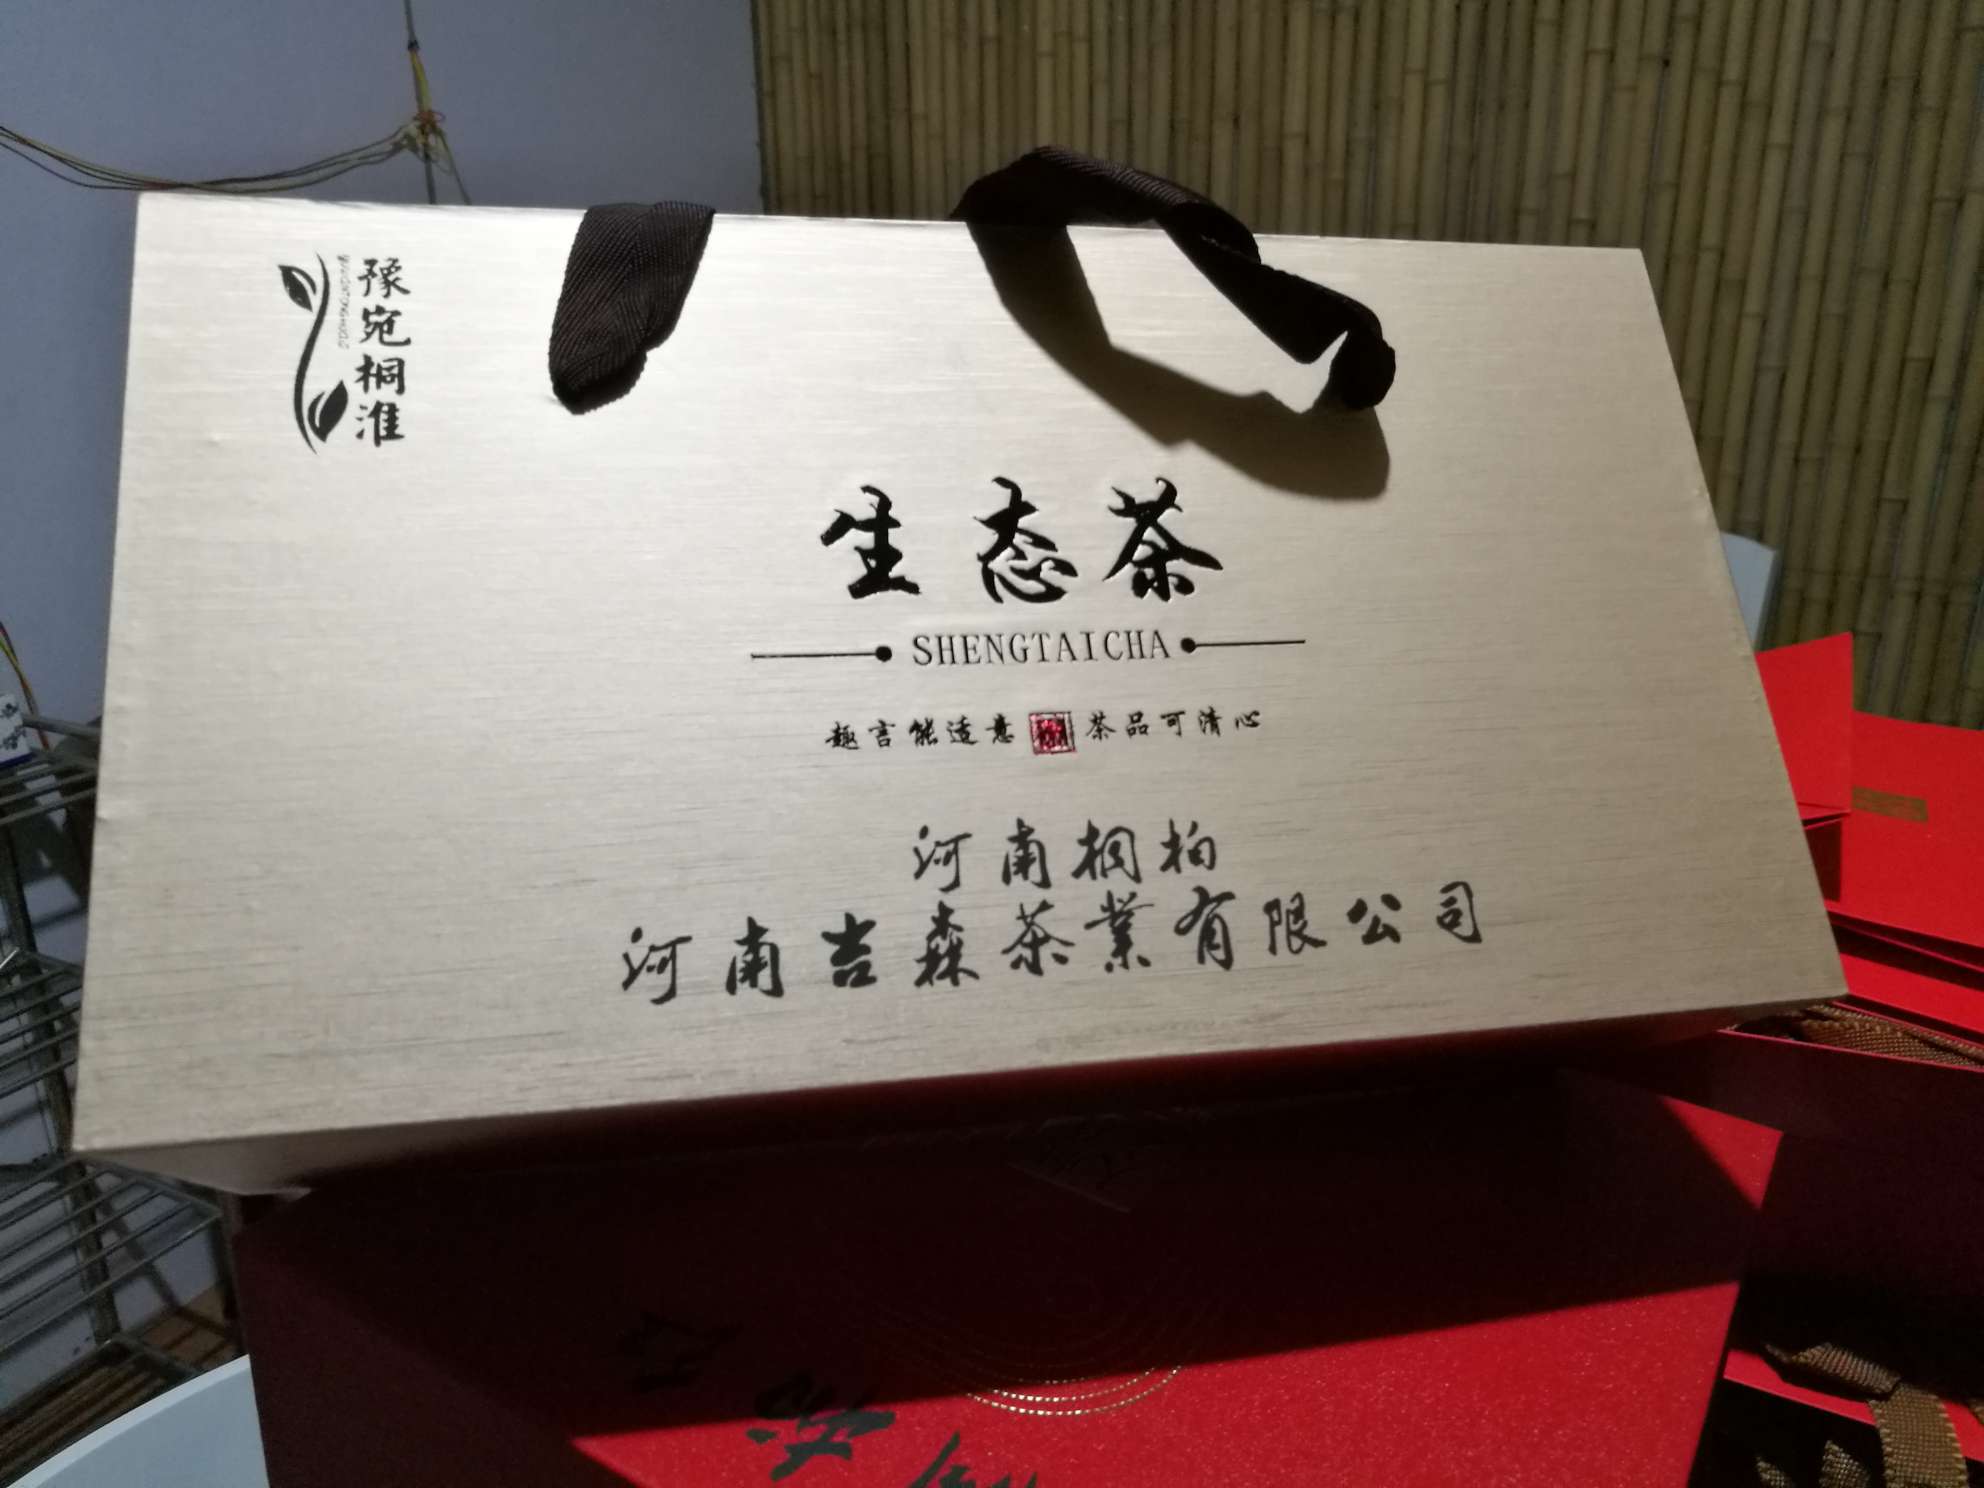 豫宛桐淮
生态茶
SHENGTAICHA
趣言能适意 茶品可清心
河南桐柏
河南吉森茶業有限公司